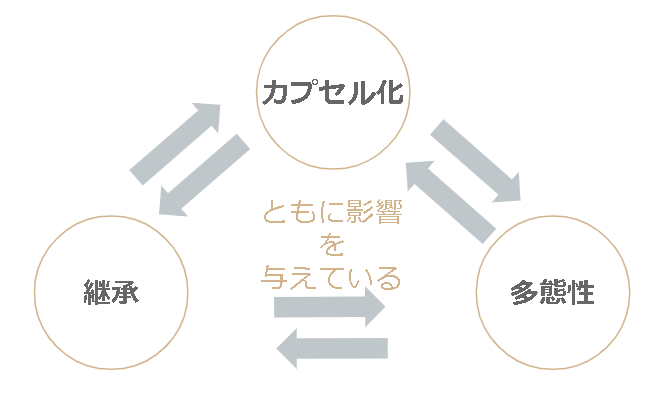 カプセル化
ともに影響
を
与えている
継承
多態性